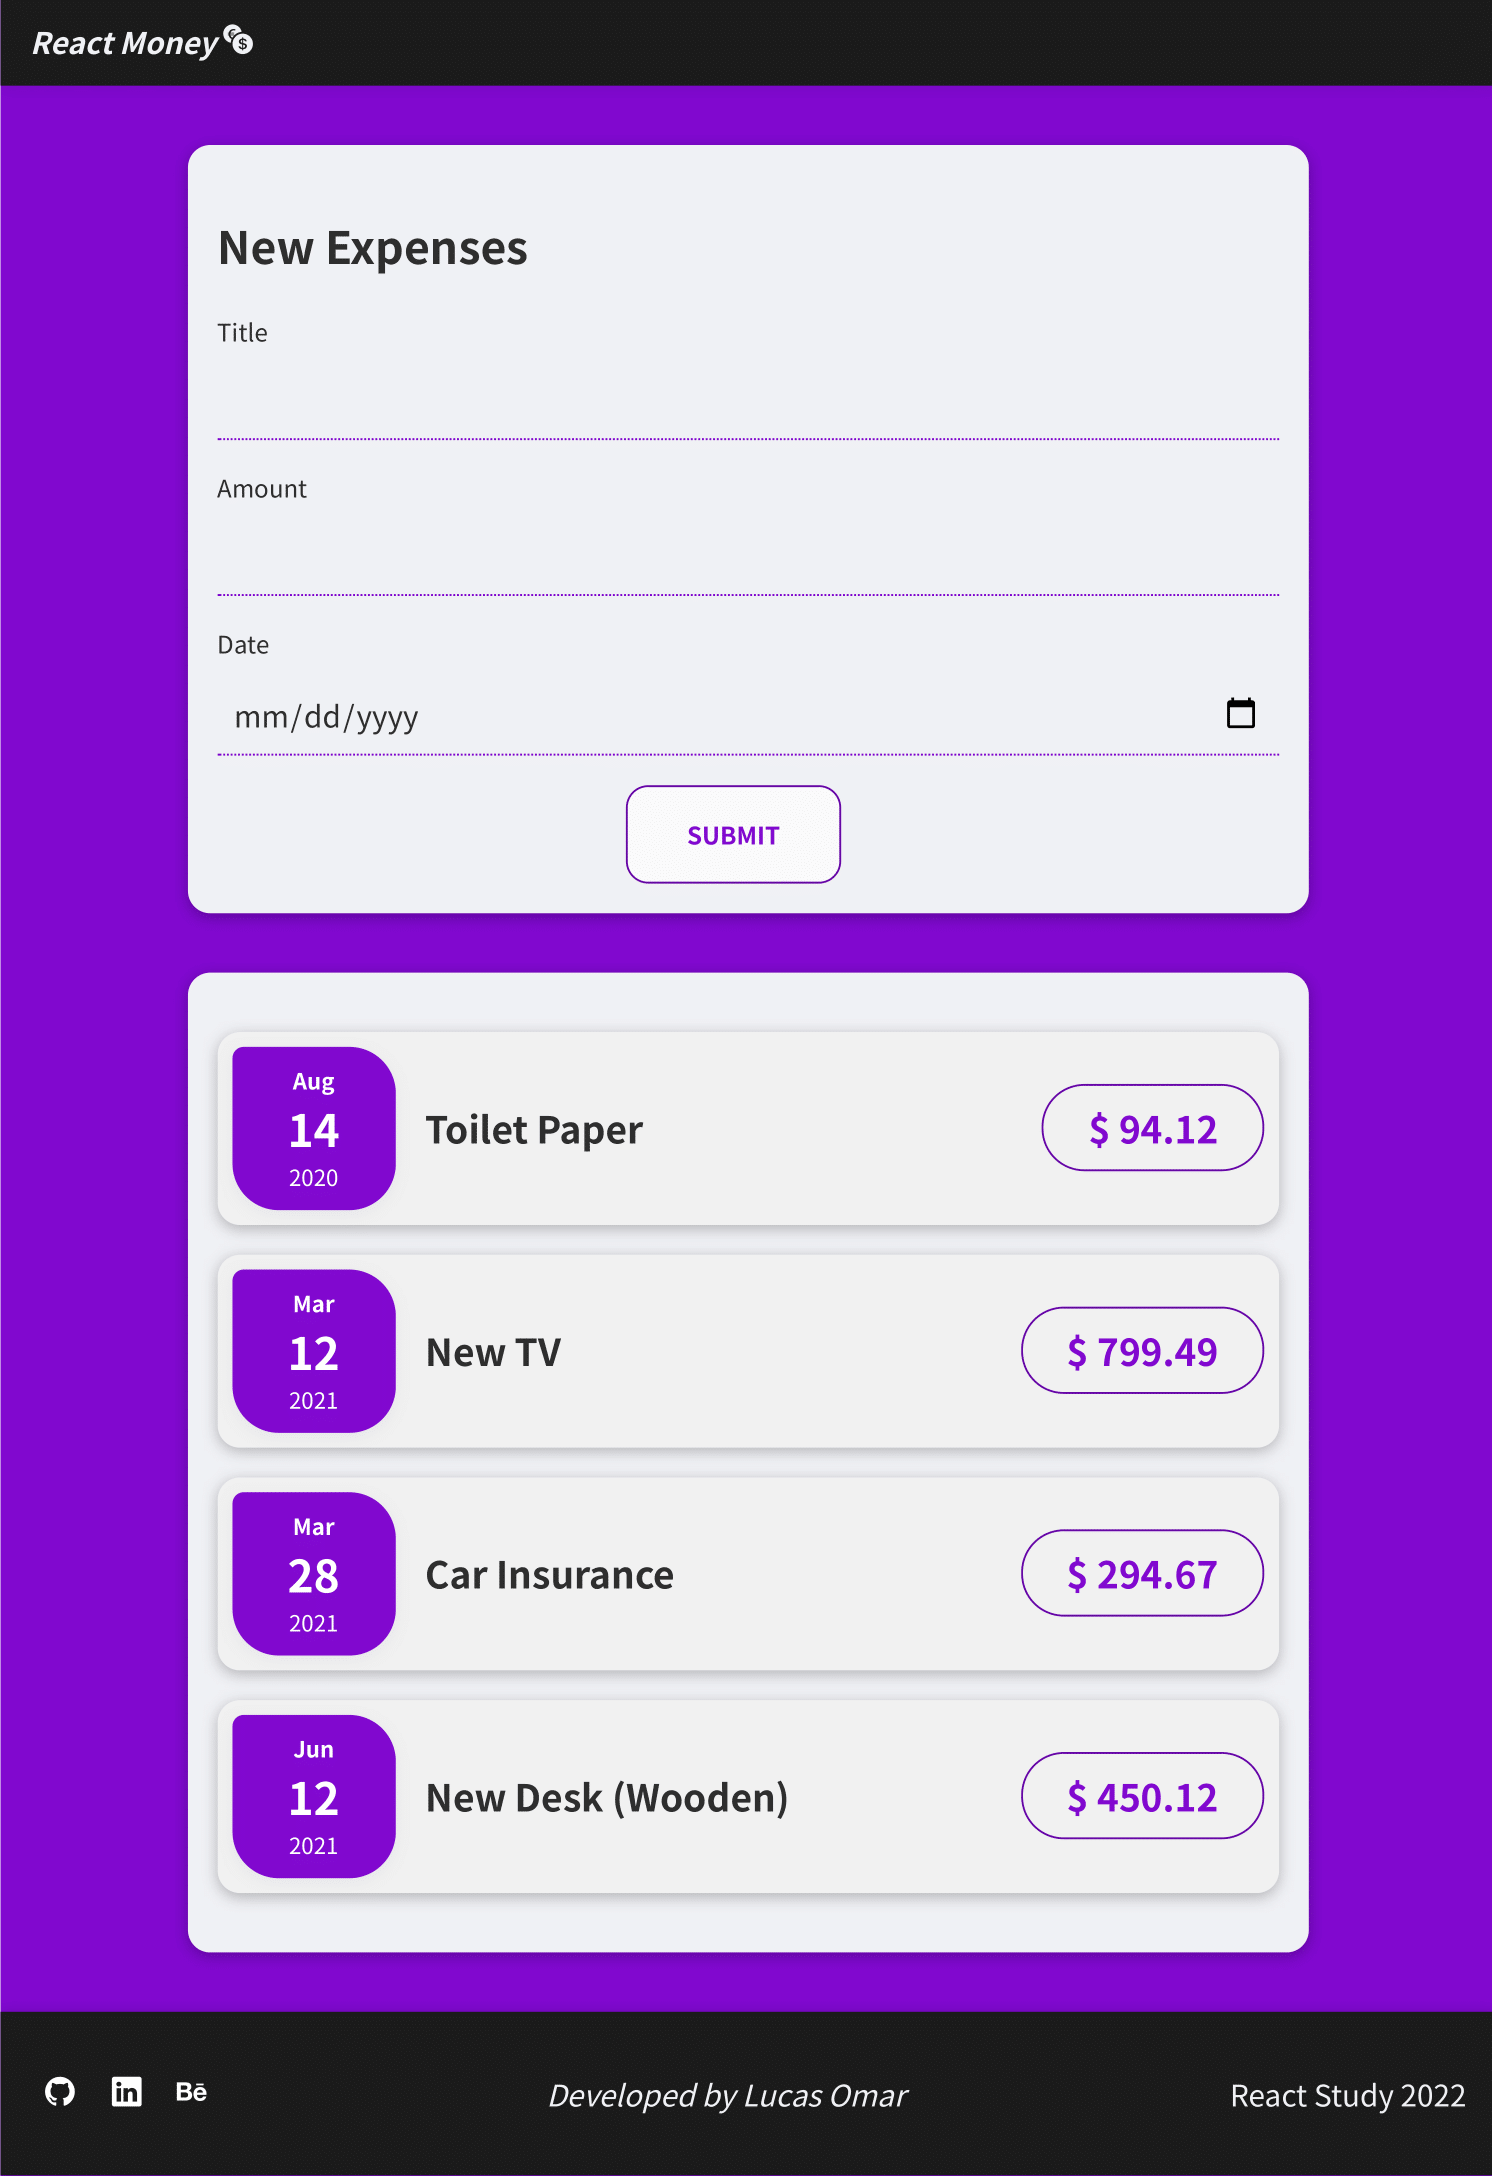 React Money
New Expenses
Title
Amount
Date
mm/dd/yyyy
SUBMIT
Aug
14
2020
Toilet Paper
$ 94.12
Mar
12
2021
New TV
$ 799.49
Mar
28
2021
Car Insurance
$ 294.67
Jun
12
2021
New Desk (Wooden)
$ 450.12
in
Bē
Developed by Lucas Omar
React Study 2022